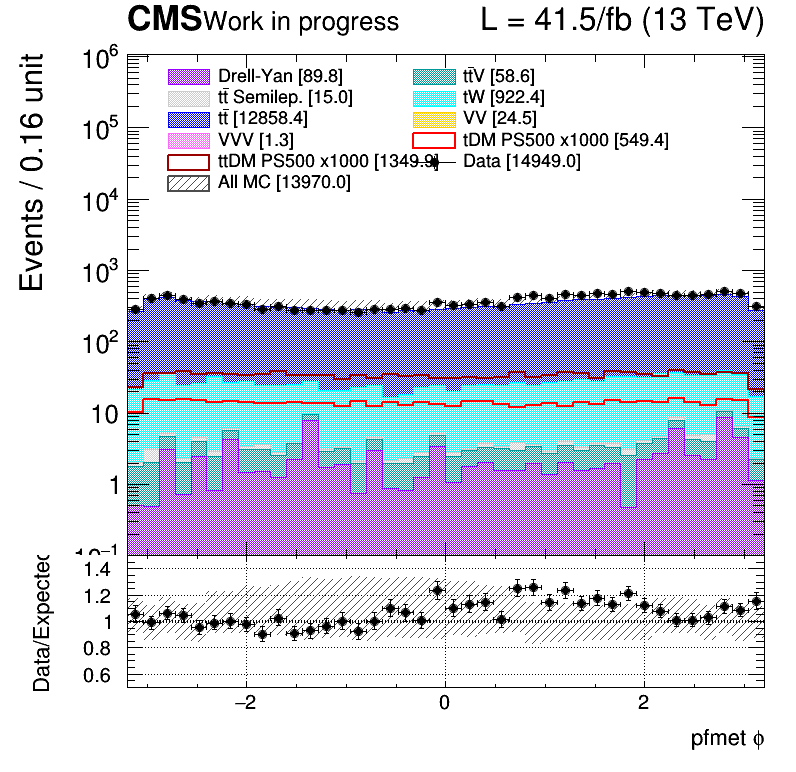 CMS Work in progress L = 41.5/fb (13 TeV)
Events / 0.16 unit
10⁶
10⁵
10⁴
10³
10²
10
1
10⁻¹
Drell-Yan [89.8] tt̄V [58.6]
tt̄ Semilep. [15.0] tW [922.4]
tt̄ [12858.4] VV [24.5]
VVV [1.3] tDM PS500 x1000 [549.4]
ttDM PS500 x1000 [1349.9] Data [14949.0]
All MC [13970.0]
Data/Expected
1.4
1.2
1
0.8
0.6
−2 0 2
pfmet ϕ